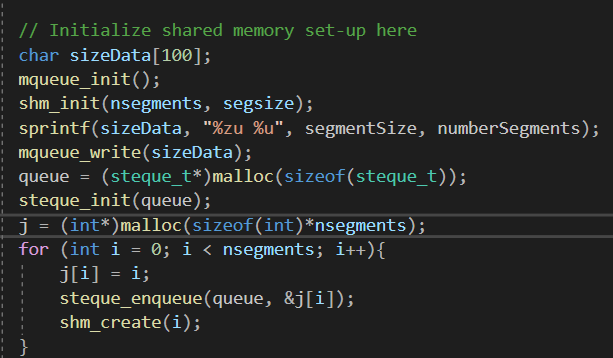 // Initialize shared memory set-up here
char sizeData[100];
mqueue_init();
shm_init(nsegments, segsize);
sprintf(sizeData, "%zu %u", segmentSize, numberSegments);
mqueue_write(sizeData);
queue = (steque_t*)malloc(sizeof(steque_t));
steque_init(queue);
j = (int*)malloc(sizeof(int)*nsegments);
for (int i = 0; i < nsegments; i++){
    j[i] = i;
    steque_enqueue(queue, &j[i]);
    shm_create(i);
}